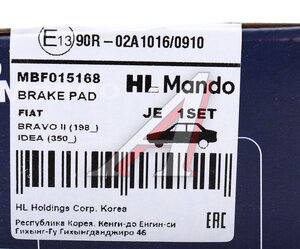 E13 90R - 02A1016/0910
MBF015168
HL Mando
BRAKE PAD
JE 1SET
FIAT
BRAVO II (198_)
IDEA (350_)
HL Holdings Corp. Korea
Республика Корея, Кенги-до Енгин-си
Гихынг-Гу Гихынгданджиро 46
EAC